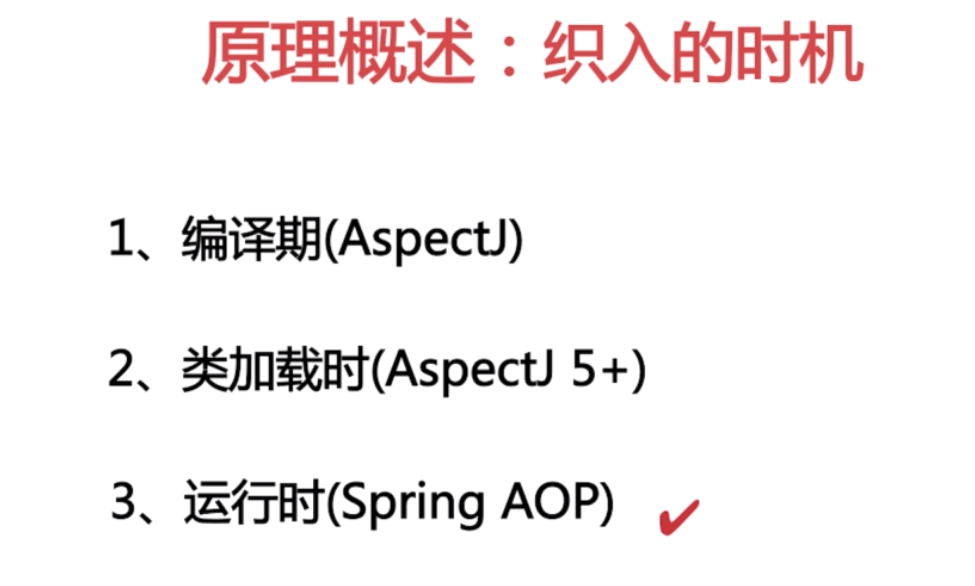 原理概述：织入的时机
1、编译期(AspectJ)
2、类加载时(AspectJ 5+)
3、运行时(Spring AOP)